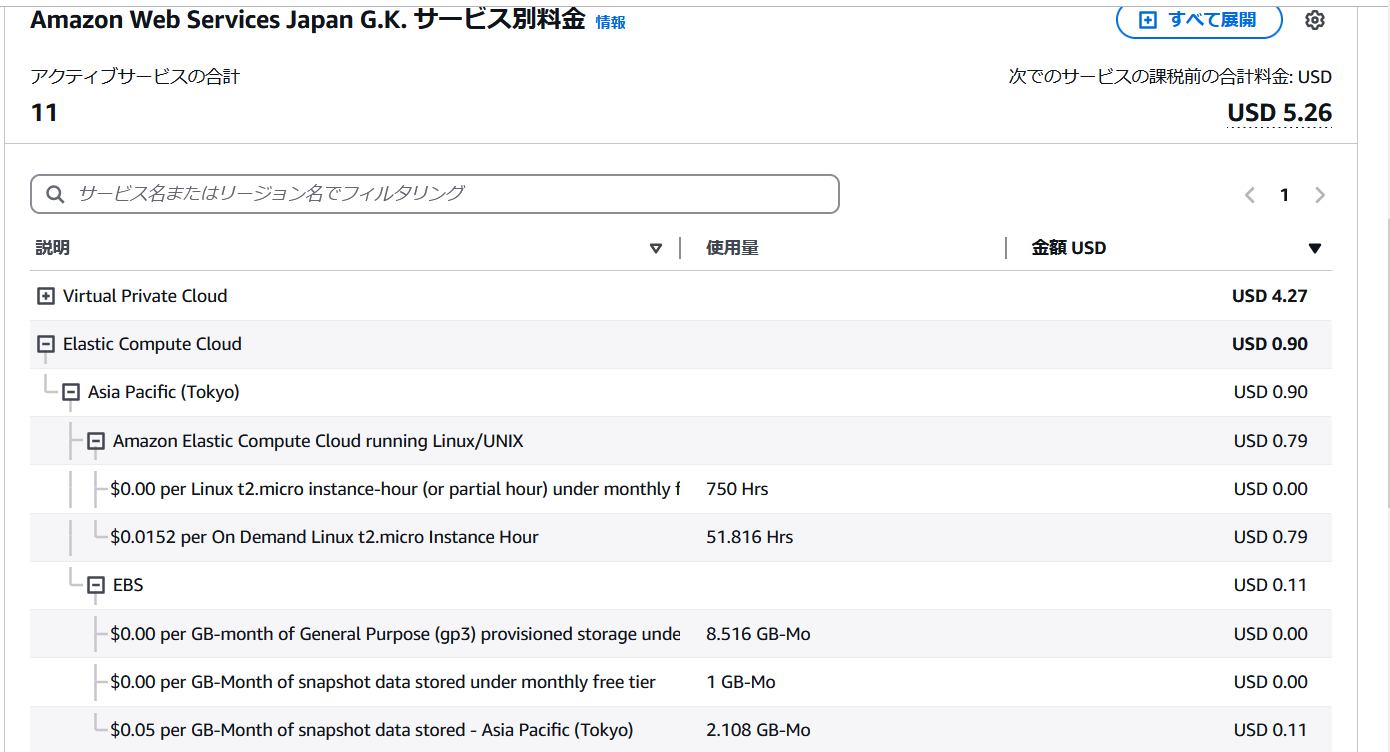 Amazon Web Services Japan G.K. サービス別料金 情報
すべて展開
アクティブサービスの合計
次でのサービスの課税前の合計料金: USD
11
USD 5.26
サービス名またはリージョン名でフィルタリング
1
説明 使用量 金額 USD
Virtual Private Cloud USD 4.27
Elastic Compute Cloud USD 0.90
Asia Pacific (Tokyo) USD 0.90
Amazon Elastic Compute Cloud running Linux/UNIX USD 0.79
$0.00 per Linux t2.micro instance-hour (or partial hour) under monthly f 750 Hrs USD 0.00
$0.0152 per On Demand Linux t2.micro Instance Hour 51.816 Hrs USD 0.79
EBS USD 0.11
$0.00 per GB-month of General Purpose (gp3) provisioned storage unde 8.516 GB-Mo USD 0.00
$0.00 per GB-Month of snapshot data stored under monthly free tier 1 GB-Mo USD 0.00
$0.05 per GB-Month of snapshot data stored - Asia Pacific (Tokyo) 2.108 GB-Mo USD 0.11